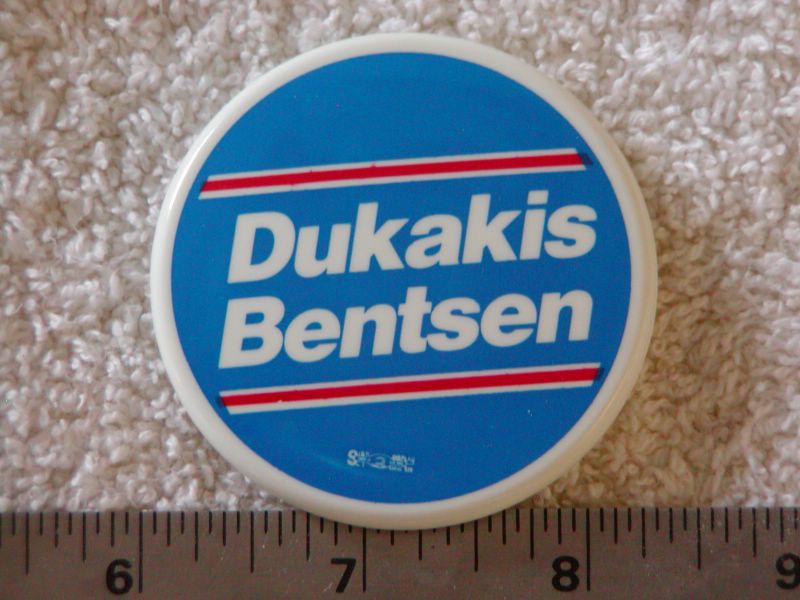 Dukakis
Bentsen
6 7 8 9